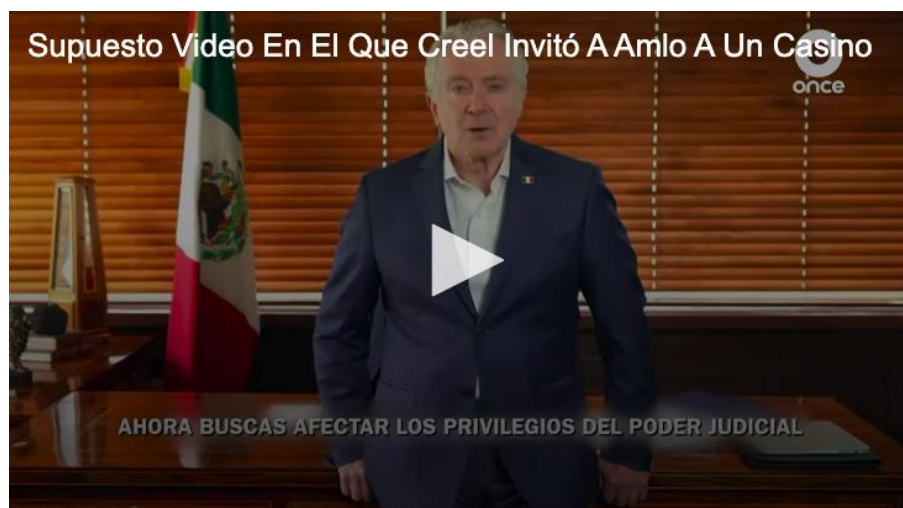 Supuesto Video En El Que Creel Invitó A Amlo A Un Casino
once
AHORA BUSCAS AFECTAR LOS PRIVILEGIOS DEL PODER JUDICIAL